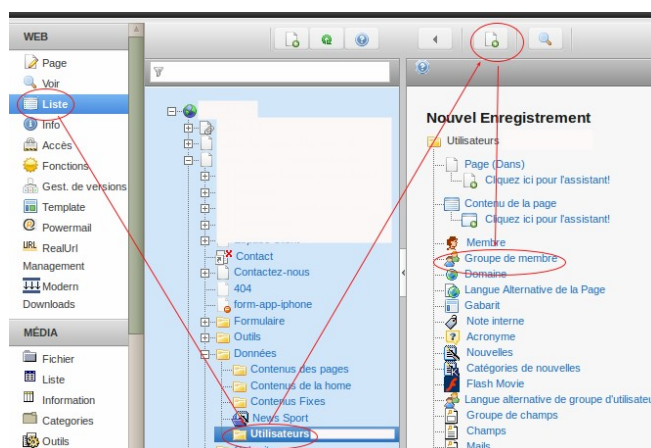 WEB
Page
Voir
Liste
Info
Accès
Fonctions
Gest. de versions
Template
Powermail
URL RealUrl
Management
Modern
Downloads
MÉDIA
Fichier
Liste
Information
Categories
Outils
Contact
Contactez-nous
404
form-app-iphone
Formulaire
Outils
Données
Contenus des pages
Contenus de la home
Contenus Fixes
News Sport
Utilisateurs
Nouvel Enregistrement
Utilisateurs
Page (Dans)
Cliquez ici pour l'assistant!
Contenu de la page
Cliquez ici pour l'assistant!
Membre
Groupe de membre
Domaine
Langue Alternative de la Page
Gabarit
Note interne
Acronyme
Nouvelles
Catégories de nouvelles
Flash Movie
Langue alternative de groupe d'utilisateu
Groupe de champs
Champs
Mails